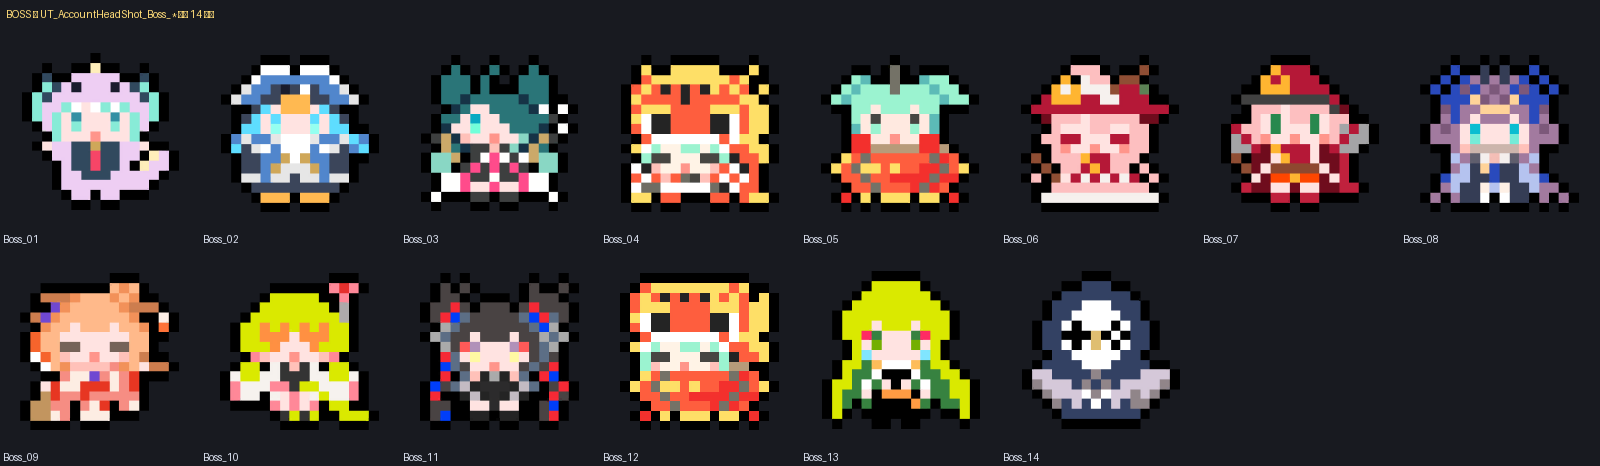 BOSS UT_AccountHeadShot_Boss_* 14
Boss_01 Boss_02 Boss_03 Boss_04 Boss_05 Boss_06 Boss_07 Boss_08
Boss_09 Boss_10 Boss_11 Boss_12 Boss_13 Boss_14